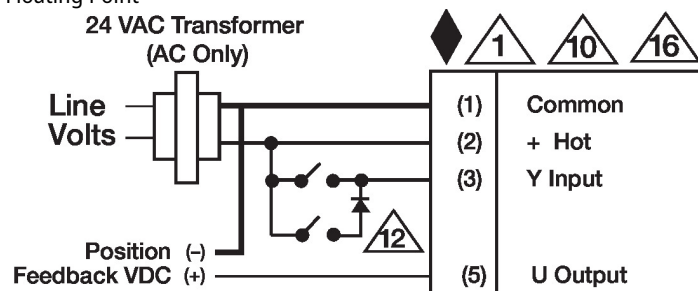 Floating Point
24 VAC Transformer
(AC Only)
1
10
16
Line
Volts
(1) Common
(2) + Hot
(3) Y Input
12
Position (–)
Feedback VDC (+)
(5) U Output